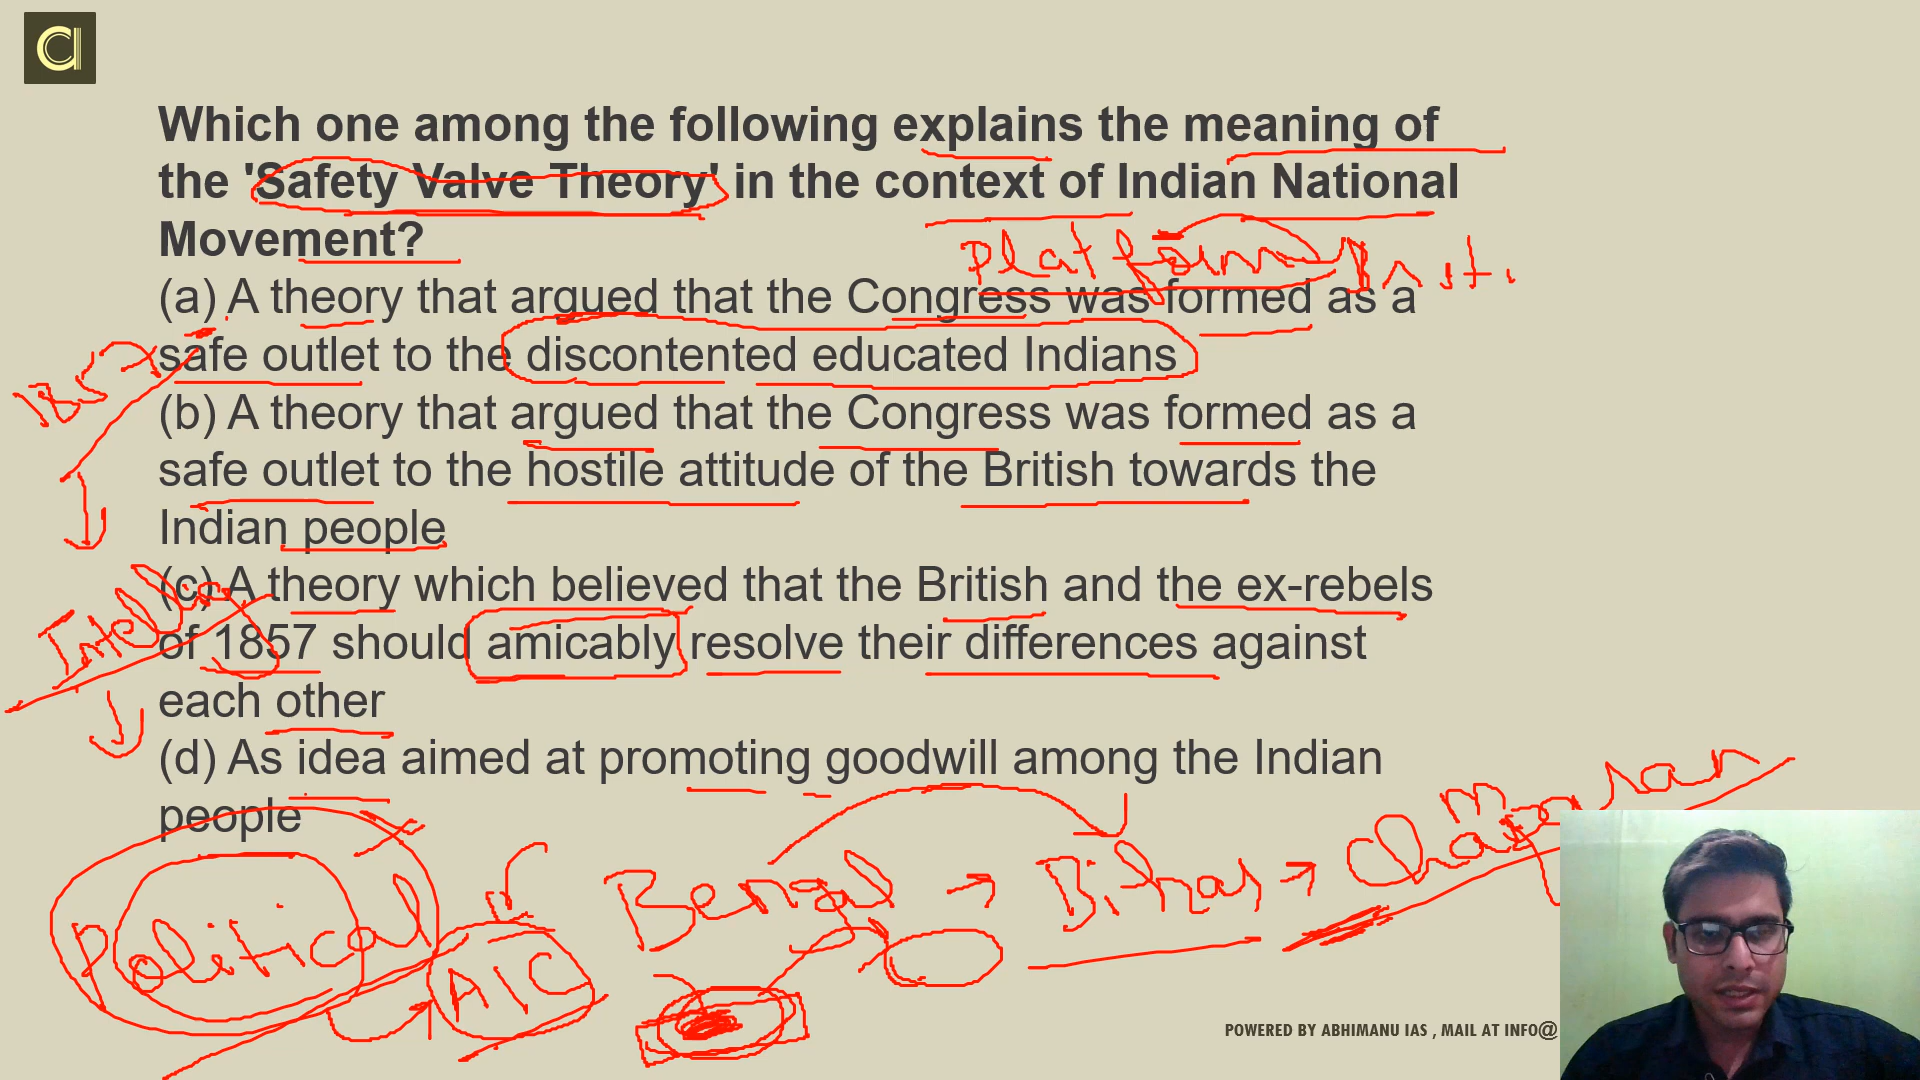 Which one among the following explains the meaning of
the 'Safety Valve Theory' in the context of Indian National
Movement?
Platform
(a) A theory that argued that the Congress was formed as a
safe outlet to the discontented educated Indians
(b) A theory that argued that the Congress was formed as a
safe outlet to the hostile attitude of the British towards the
Indian people
(c) A theory which believed that the British and the ex-rebels
of 1857 should amicably resolve their differences against
each other
(d) As idea aimed at promoting goodwill among the Indian
people
Political AIC Bengal → Bihar → Champaran
POWERED BY ABHIMANU IAS , MAIL AT INFO@